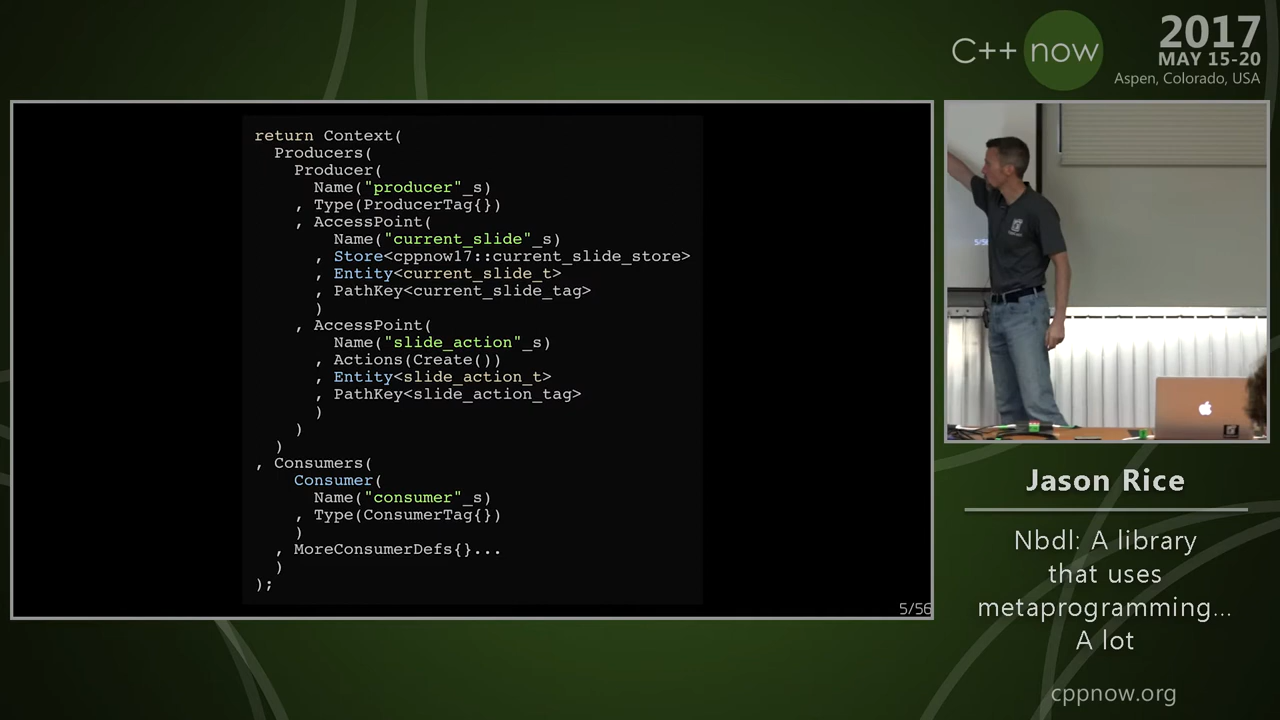 C++ now
2017
MAY 15-20
Aspen, Colorado, USA
return Context(
Producers(
Producer(
Name("producer"_s)
, Type(ProducerTag{})
, AccessPoint(
Name("current_slide"_s)
, Store<cppnow17::current_slide_store>
, Entity<current_slide_t>
, PathKey<current_slide_tag>
)
, AccessPoint(
Name("slide_action"_s)
, Actions(Create())
, Entity<slide_action_t>
, PathKey<slide_action_tag>
)
)
)
, Consumers(
Consumer(
Name("consumer"_s)
, Type(ConsumerTag{})
)
, MoreConsumerDefs{}...
)
);
5/56
5/56
Jason Rice
Nbdl: A library
that uses
metaprogramming...
A lot
cppnow.org